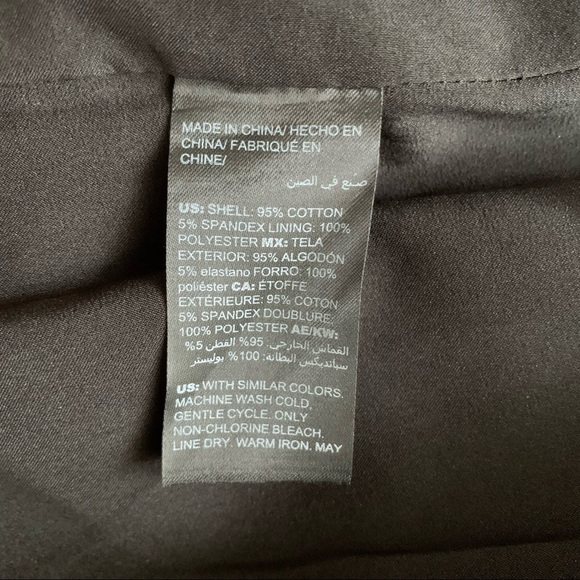 MADE IN CHINA/ HECHO EN
CHINA/ FABRIQUÉ EN
CHINE/
صنع في الصين
US: SHELL: 95% COTTON
5% SPANDEX LINING: 100%
POLYESTER MX: TELA
EXTERIOR: 95% ALGODÓN
5% elastano FORRO: 100%
poliéster CA: ÉTOFFE
EXTÉRIEURE: 95% COTON
5% SPANDEX DOUBLURE:
100% POLYESTER AE/KW:
القماش الخارجي: 95% القطن 5%
سباندیكس البطانة: 100% بوليستر
US: WITH SIMILAR COLORS.
MACHINE WASH COLD,
GENTLE CYCLE. ONLY
NON-CHLORINE BLEACH.
LINE DRY. WARM IRON. MAY